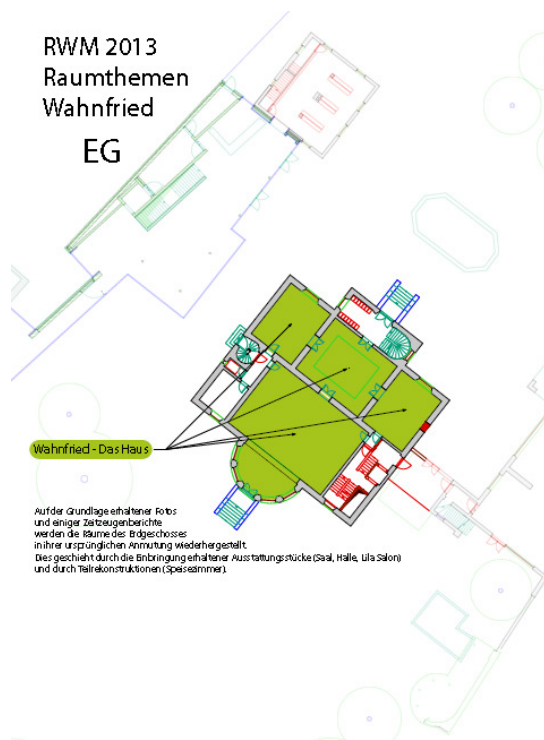 RWM 2013
Raumthemen
Wahnfried
EG
Wahnfried - Das Haus
Auf der Grundlage erhaltener Fotos
und einiger Zeitzeugenberichte
werden die Räume des Erdgeschosses
in ihrer ursprünglichen Anmutung wiederhergestellt.
Dies geschieht durch die Einbringung erhaltener Ausstattungsstücke (Saal, Halle, Lila Salon)
und durch Teilrekonstruktionen (Speisezimmer).